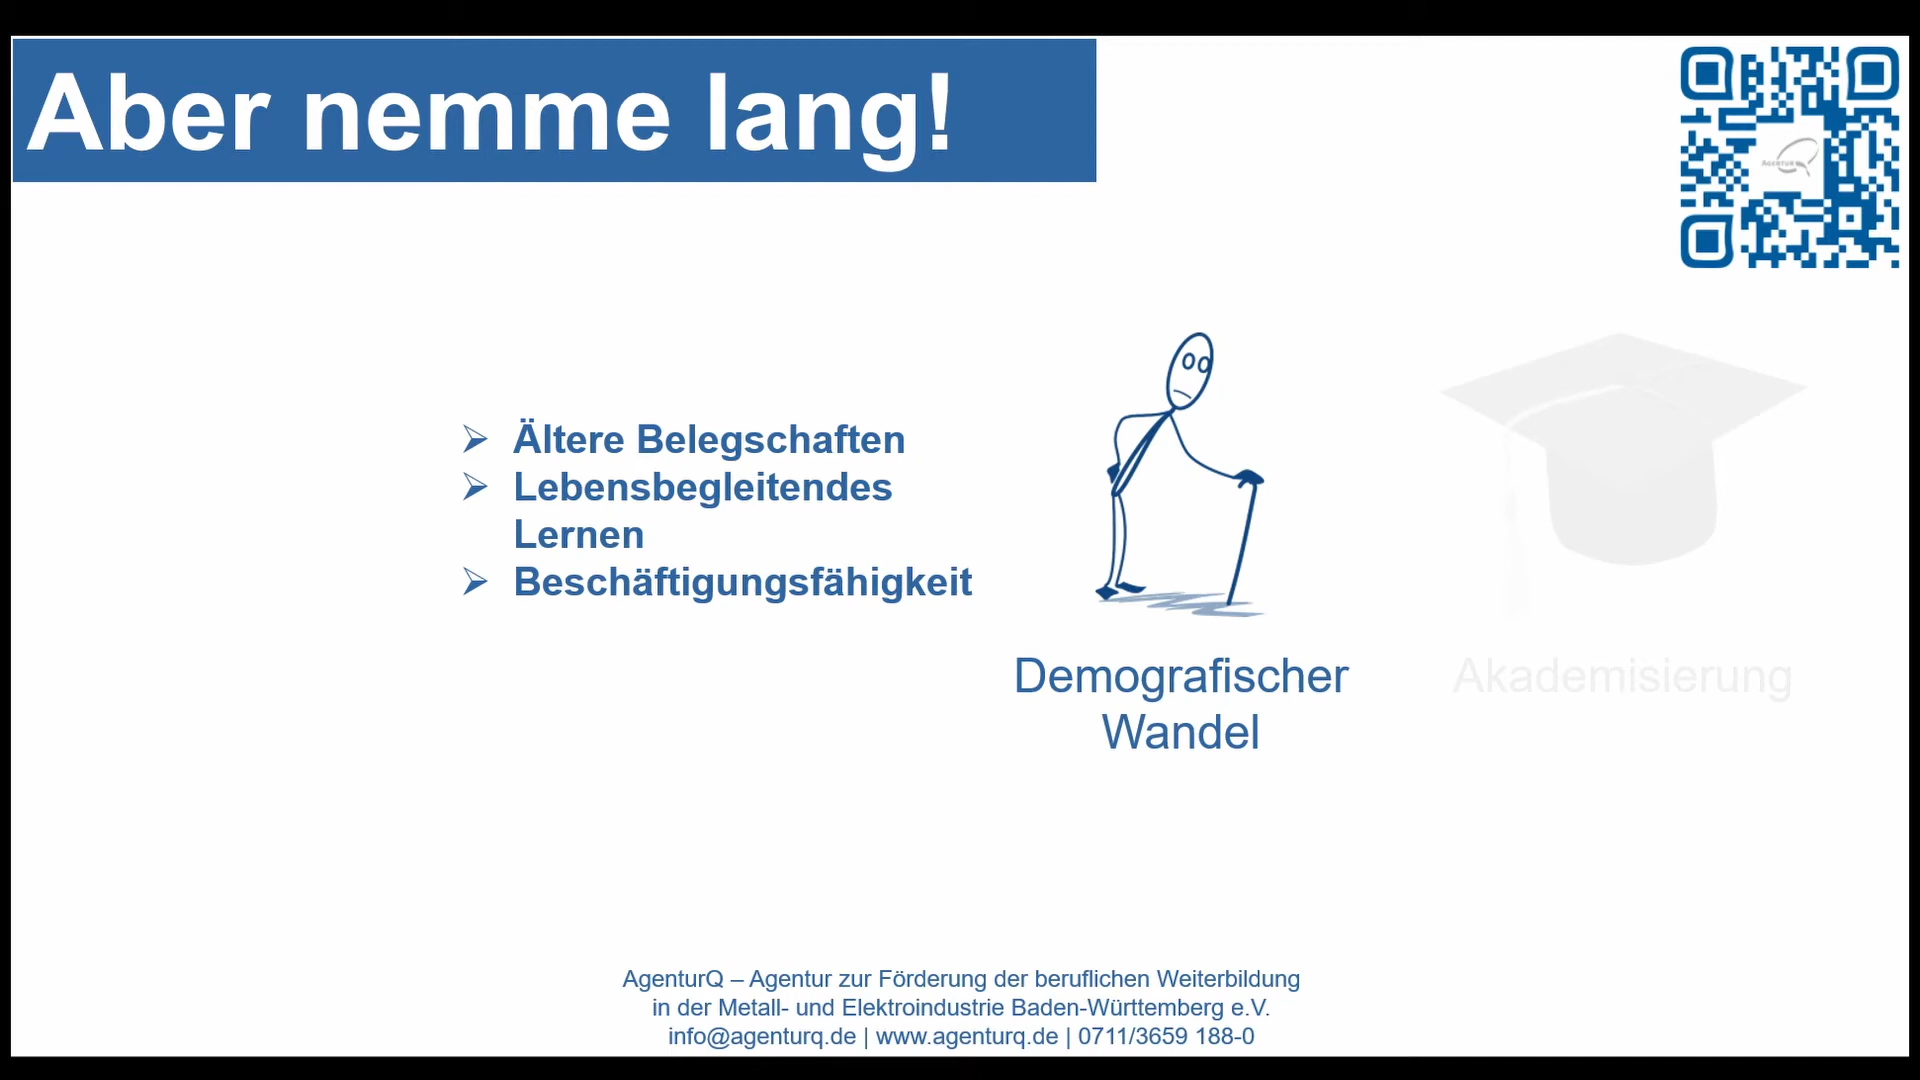 Aber nemme lang!
AGENTUR Q
➢ Ältere Belegschaften
➢ Lebensbegleitendes
Lernen
➢ Beschäftigungsfähigkeit
Demografischer
Wandel
Akademisierung
AgenturQ – Agentur zur Förderung der beruflichen Weiterbildung
in der Metall- und Elektroindustrie Baden-Württemberg e.V.
info@agenturq.de | www.agenturq.de | 0711/3659 188-0